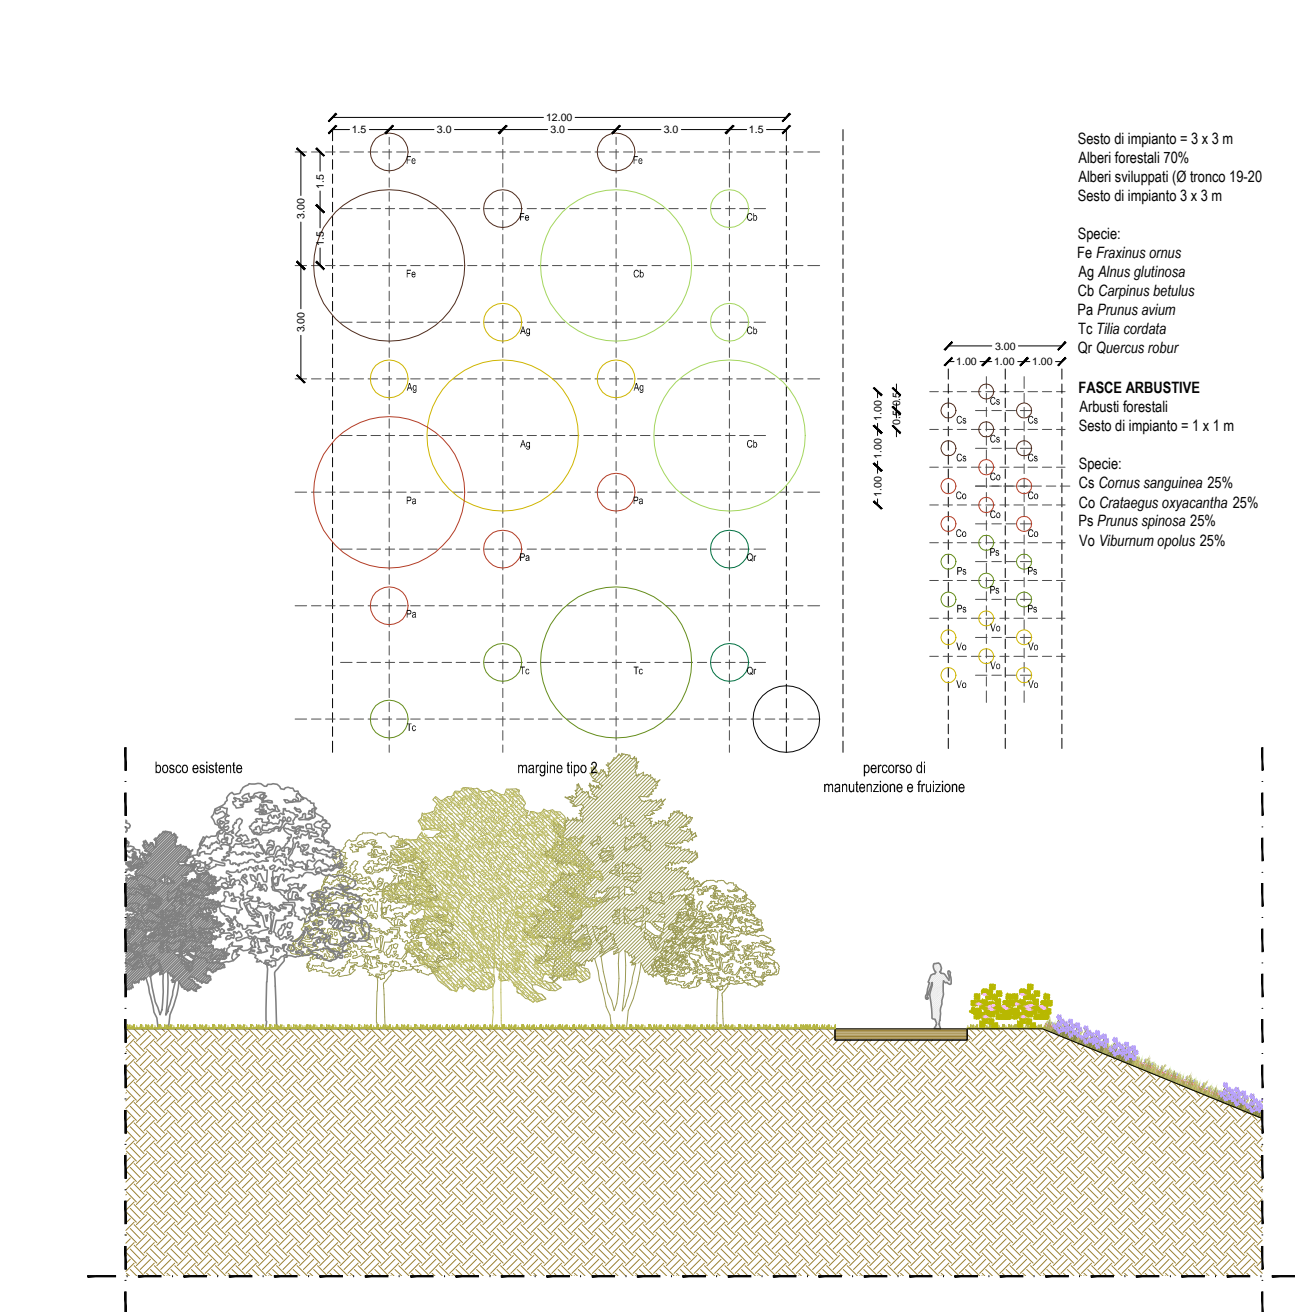 12.00
1.5 3.0 3.0 3.0 1.5
Fe Fe
Fe Cb
Fe Cb
Ag Cb
Ag Ag
Ag Cb
Pa Pa
Pa Qr
Pa
Tc Tc Qr
Tc
3.00
1.5
1.5
3.00
Sesto di impianto = 3 x 3 m
Alberi forestali 70%
Alberi sviluppati (Ø tronco 19-20
Sesto di impianto 3 x 3 m
Specie:
Fe Fraxinus ornus
Ag Alnus glutinosa
Cb Carpinus betulus
Pa Prunus avium
Tc Tilia cordata
Qr Quercus robur
FASCE ARBUSTIVE
Arbusti forestali
Sesto di impianto = 1 x 1 m
Specie:
Cs Cornus sanguinea 25%
Co Crataegus oxyacantha 25%
Ps Prunus spinosa 25%
Vo Viburnum opolus 25%
3.00
1.00 1.00 1.00
1.00
1.00
1.00
0.5
0.5
Cs
Cs Cs
Cs
Cs Cs
Co
Co Co
Co
Co Co
Ps
Ps Ps
Ps
Ps Ps
Vo
Vo Vo
Vo
Vo Vo
bosco esistente
margine tipo 2
percorso di
manutenzione e fruizione